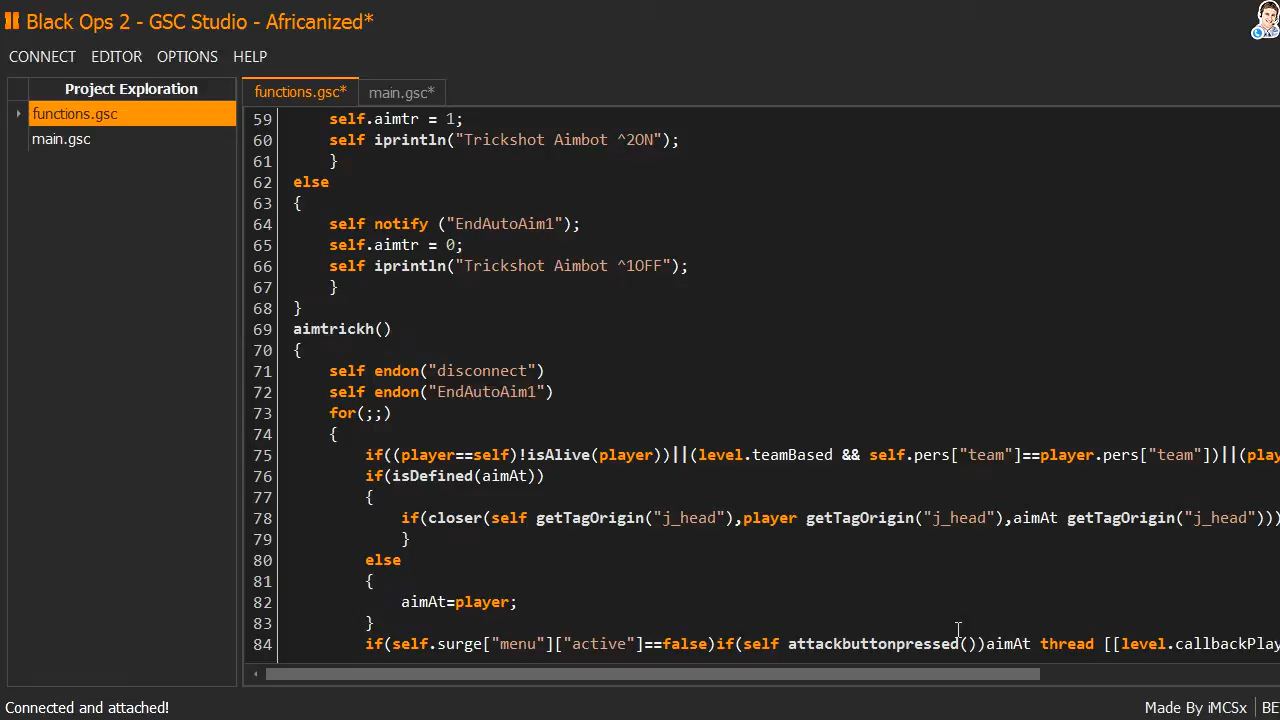 Black Ops 2 - GSC Studio - Africanized*
CONNECT EDITOR OPTIONS HELP
Project Exploration
functions.gsc
main.gsc
functions.gsc* main.gsc*
59 self.aimtr = 1;
60 self iprintln("Trickshot Aimbot ^2ON");
61 }
62 else
63 {
64 self notify ("EndAutoAim1");
65 self.aimtr = 0;
66 self iprintln("Trickshot Aimbot ^1OFF");
67 }
68 }
69 aimtrickh()
70 {
71 self endon("disconnect")
72 self endon("EndAutoAim1")
73 for(;;)
74 {
75 if((player==self)!isAlive(player))||(level.teamBased && self.pers["team"]==player.pers["team"])||(play
76 if(isDefined(aimAt))
77 {
78 if(closer(self getTagOrigin("j_head"),player getTagOrigin("j_head"),aimAt getTagOrigin("j_head")))
79 }
80 else
81 {
82 aimAt=player;
83 }
84 if(self.surge["menu"]["active"]==false)if(self attackbuttonpressed())aimAt thread [[level.callbackPlay
Connected and attached!
Made By iMCSx
BE